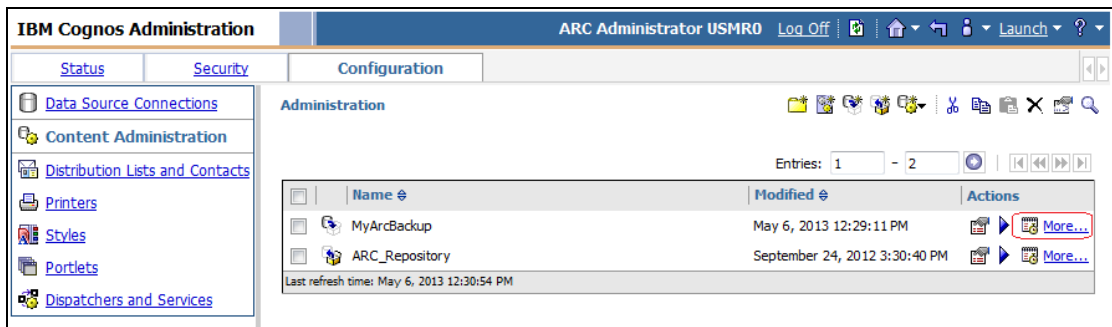 IBM Cognos Administration
ARC Administrator USMR0 Log Off Launch ?
Status Security Configuration
Data Source Connections
Content Administration
Distribution Lists and Contacts
Printers
Styles
Portlets
Dispatchers and Services
Administration
Entries: 1 - 2
Name Modified Actions
MyArcBackup May 6, 2013 12:29:11 PM More...
ARC_Repository September 24, 2012 3:30:40 PM More...
Last refresh time: May 6, 2013 12:30:54 PM